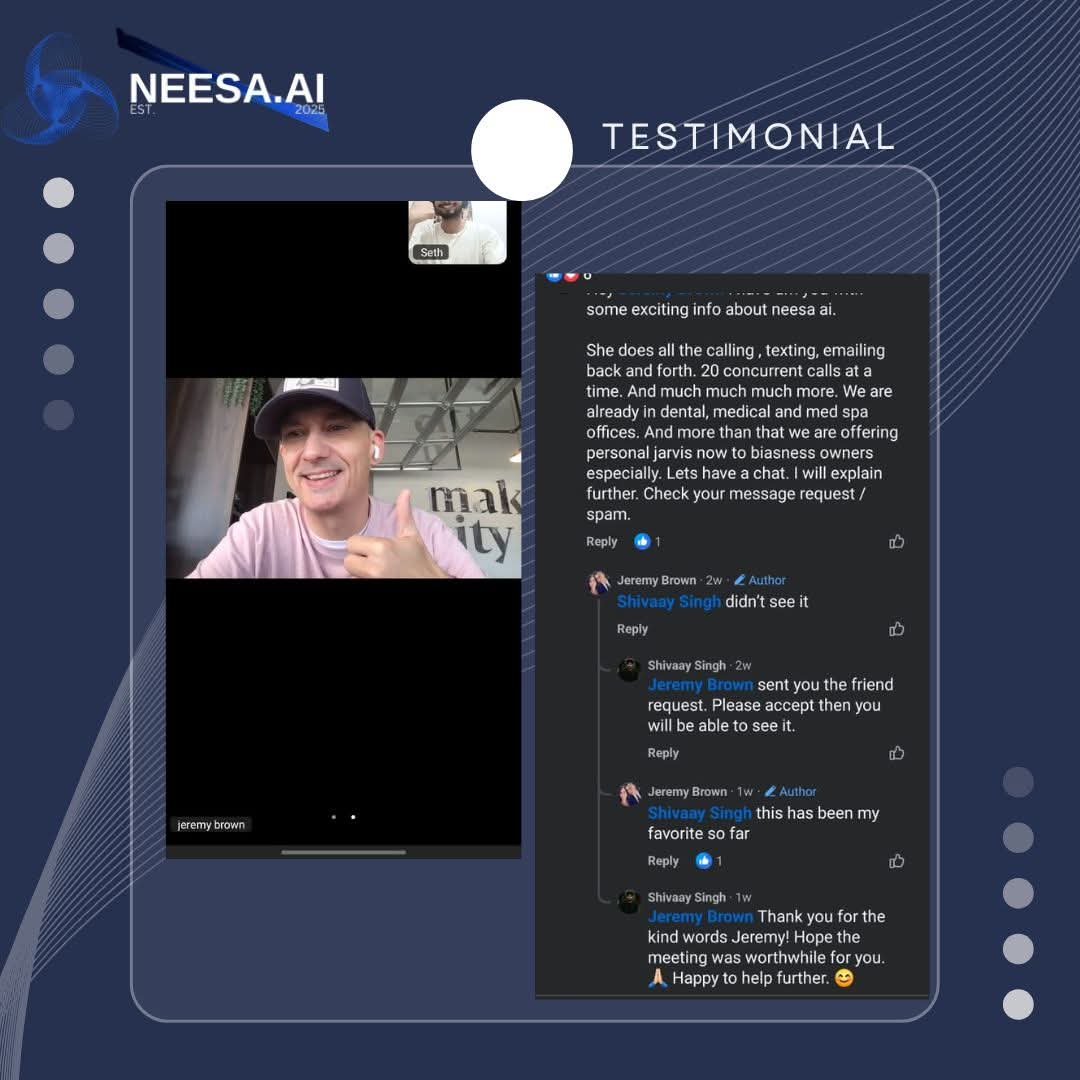 NEESA.AI
EST. 2025
TESTIMONIAL
Seth
mak
ity
jeremy brown
6
some exciting info about neesa ai.
She does all the calling , texting, emailing
back and forth. 20 concurrent calls at a
time. And much much much more. We are
already in dental, medical and med spa
offices. And more than that we are offering
personal jarvis now to biasness owners
especially. Lets have a chat. I will explain
further. Check your message request /
spam.
Reply 1
Jeremy Brown · 2w · Author
Shivaay Singh didn’t see it
Reply
Shivaay Singh · 2w
Jeremy Brown sent you the friend
request. Please accept then you
will be able to see it.
Reply
Jeremy Brown · 1w · Author
Shivaay Singh this has been my
favorite so far
Reply 1
Shivaay Singh · 1w
Jeremy Brown Thank you for the
kind words Jeremy! Hope the
meeting was worthwhile for you.
🙏🏻 Happy to help further. 😊